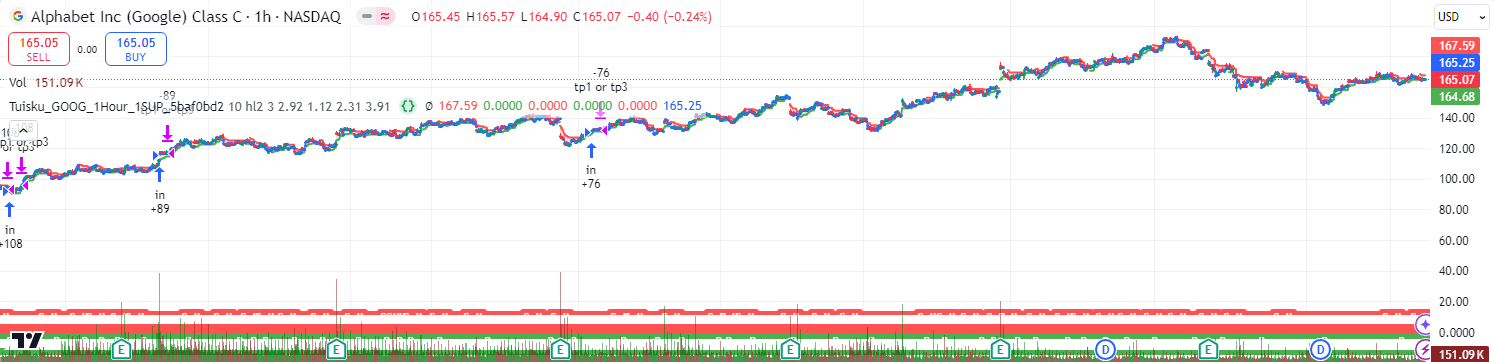 G Alphabet Inc (Google) Class C · 1h · NASDAQ O165.45 H165.57 L164.90 C165.07 −0.40 (−0.24%)
USD
165.05 SELL 0.00 165.05 BUY
Vol 151.09K
Tuisku_GOOG_1Hour_1SUP_5baf0bd2 10 hl2 3 2.92 1.12 2.31 3.91 Ø 167.59 0.0000 0.0000 0.0000 0.0000 165.25
-89
-76
tp1 or tp3
or tp3
in
+108
in
+89
in
+76
167.59
165.25
165.07
164.68
140.00
120.00
100.00
80.00
60.00
40.00
20.00
0.0000
151.09K
E E E E E D E D